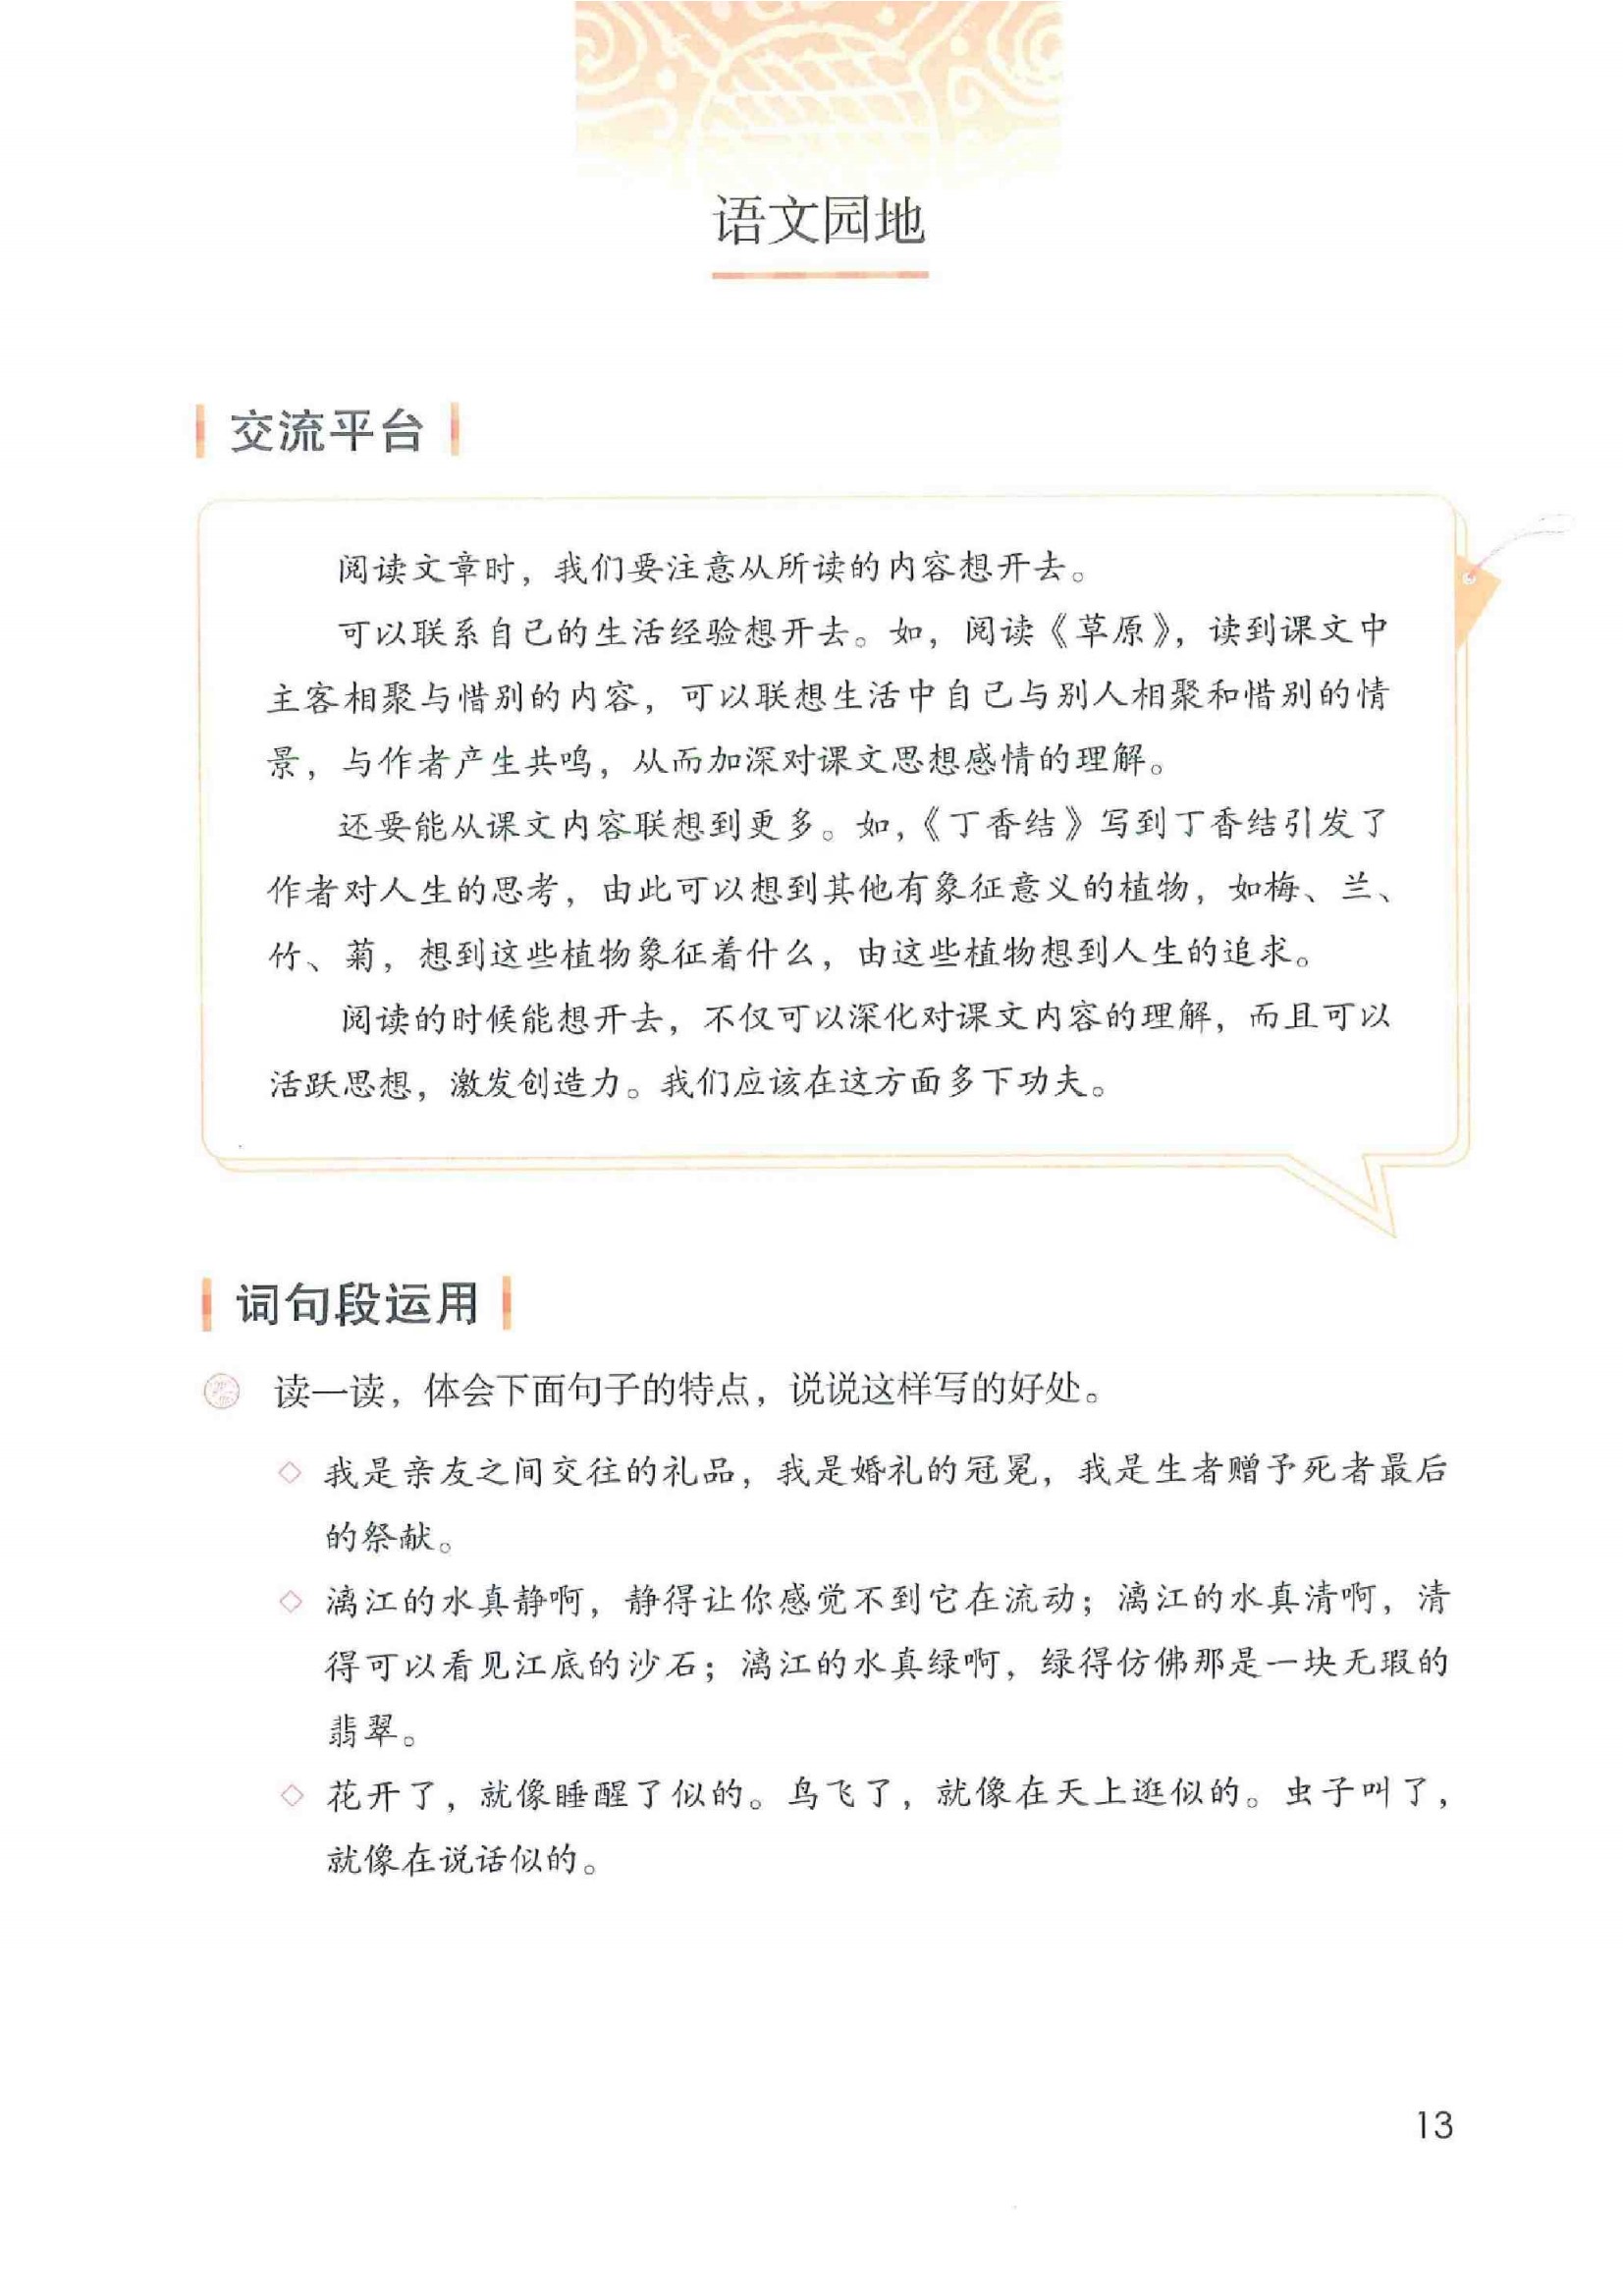 语文园地
交流平台
阅读文章时，我们要注意从所读的内容想开去。
可以联系自己的生活经验想开去。如，阅读《草原》，读到课文中
主客相聚与惜别的内容，可以联想生活中自己与别人相聚和惜别的情
景，与作者产生共鸣，从而加深对课文思想感情的理解。
还要能从课文内容联想到更多。如，《丁香结》写到丁香结引发了
作者对人生的思考，由此可以想到其他有象征意义的植物，如梅、兰、
竹、菊，想到这些植物象征着什么，由这些植物想到人生的追求。
阅读的时候能想开去，不仅可以深化对课文内容的理解，而且可以
活跃思想，激发创造力。我们应该在这方面多下功夫。
词句段运用
读一读，体会下面句子的特点，说说这样写的好处。
◇ 我是亲友之间交往的礼品，我是婚礼的冠冕，我是生者赠予死者最后
的祭献。
◇ 漓江的水真静啊，静得让你感觉不到它在流动；漓江的水真清啊，清
得可以看见江底的沙石；漓江的水真绿啊，绿得仿佛那是一块无瑕的
翡翠。
◇ 花开了，就像睡醒了似的。鸟飞了，就像在天上逛似的。虫子叫了，
就像在说话似的。
13